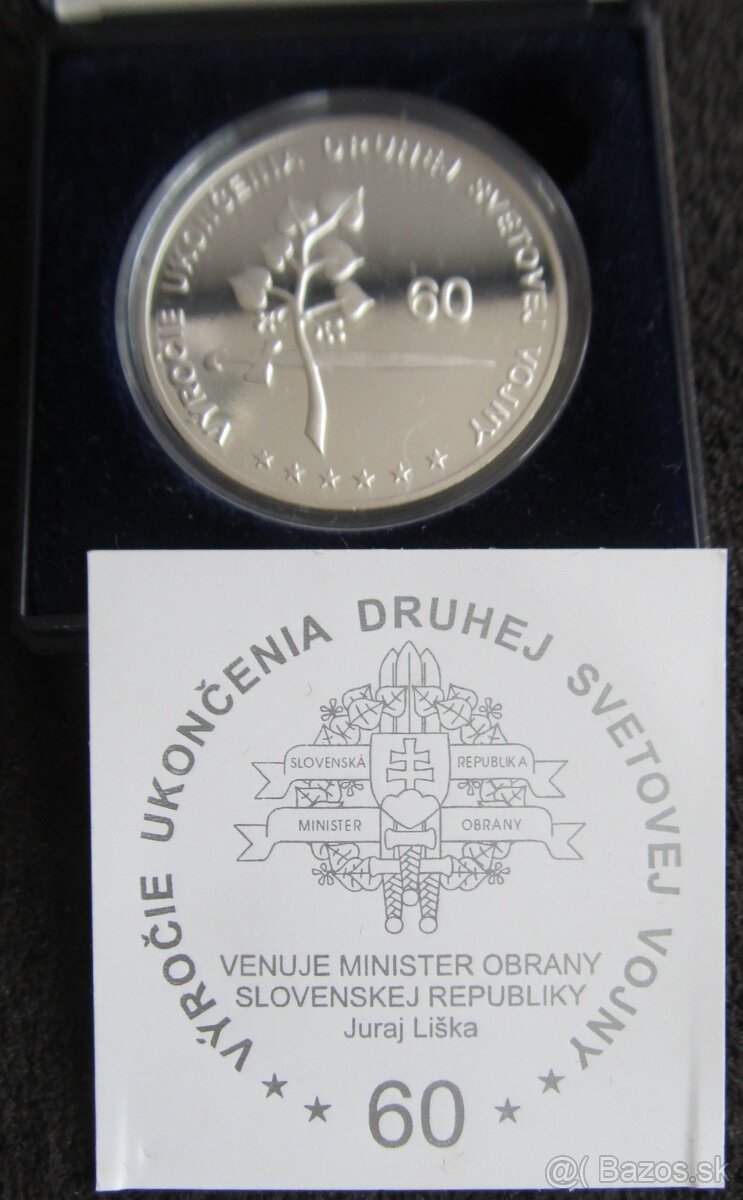 VÝROČIE UKONČENIA DRUHEJ SVETOVEJ VOJNY
60
VÝROČIE UKONČENIA DRUHEJ SVETOVEJ VOJNY
SLOVENSKÁ REPUBLIKA
MINISTER OBRANY
VENUJE MINISTER OBRANY
SLOVENSKEJ REPUBLIKY
Juraj Liška
60
@( Bazos.sk